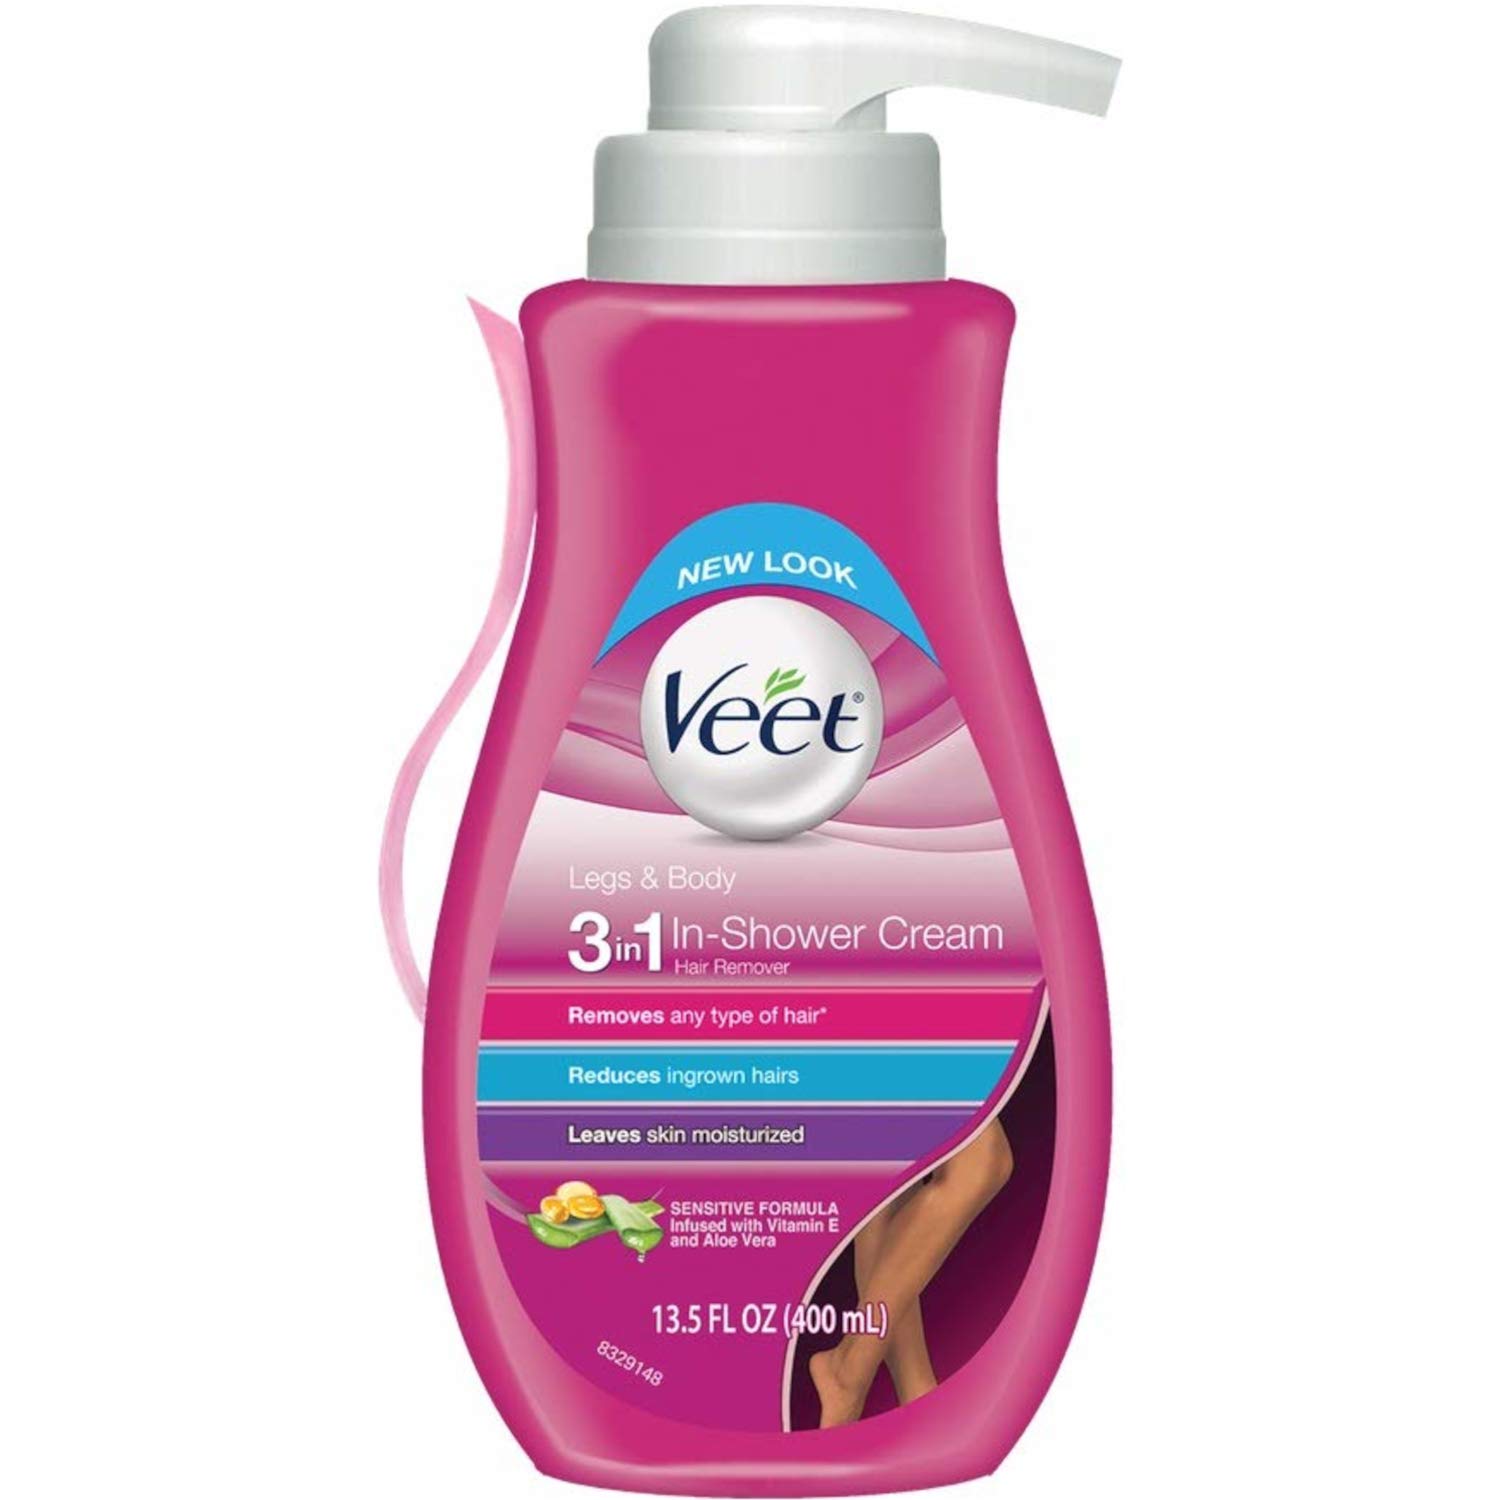 NEW LOOK
Veet®
Legs & Body
3in1 In-Shower Cream
Hair Remover
Removes any type of hair*
Reduces ingrown hairs
Leaves skin moisturized
SENSITIVE FORMULA
Infused with Vitamin E
and Aloe Vera
13.5 FL OZ (400 mL)
8329148